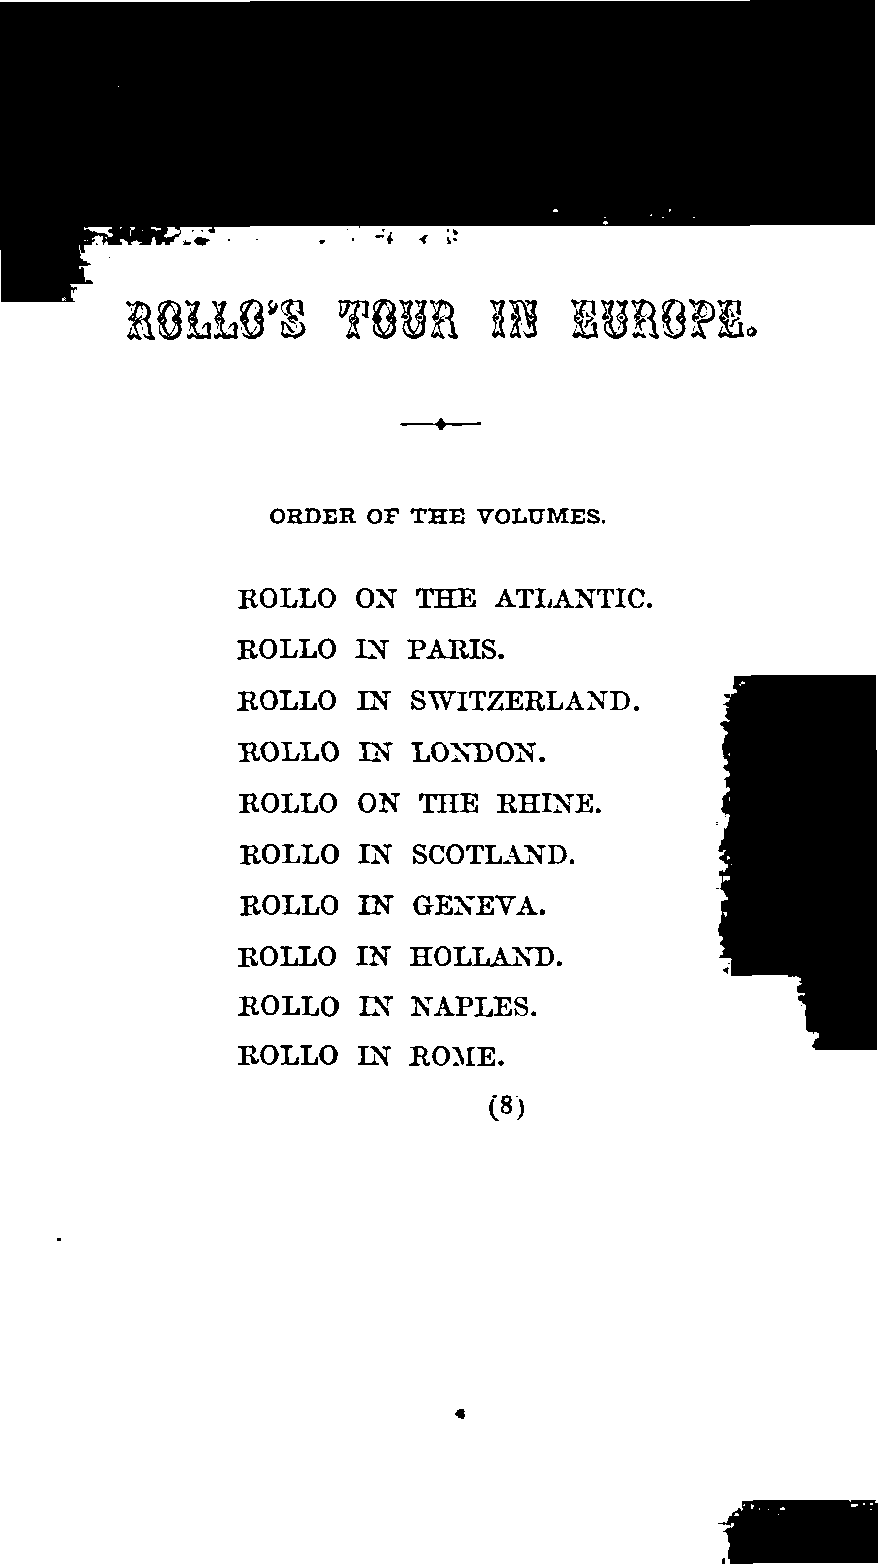 ROLLO'S TOUR IN EUROPE.
ORDER OF THE VOLUMES.
ROLLO ON THE ATLANTIC.
ROLLO IN PARIS.
ROLLO IN SWITZERLAND.
ROLLO IN LONDON.
ROLLO ON THE RHINE.
ROLLO IN SCOTLAND.
ROLLO IN GENEVA.
ROLLO IN HOLLAND.
ROLLO IN NAPLES.
ROLLO IN ROME.
(8)